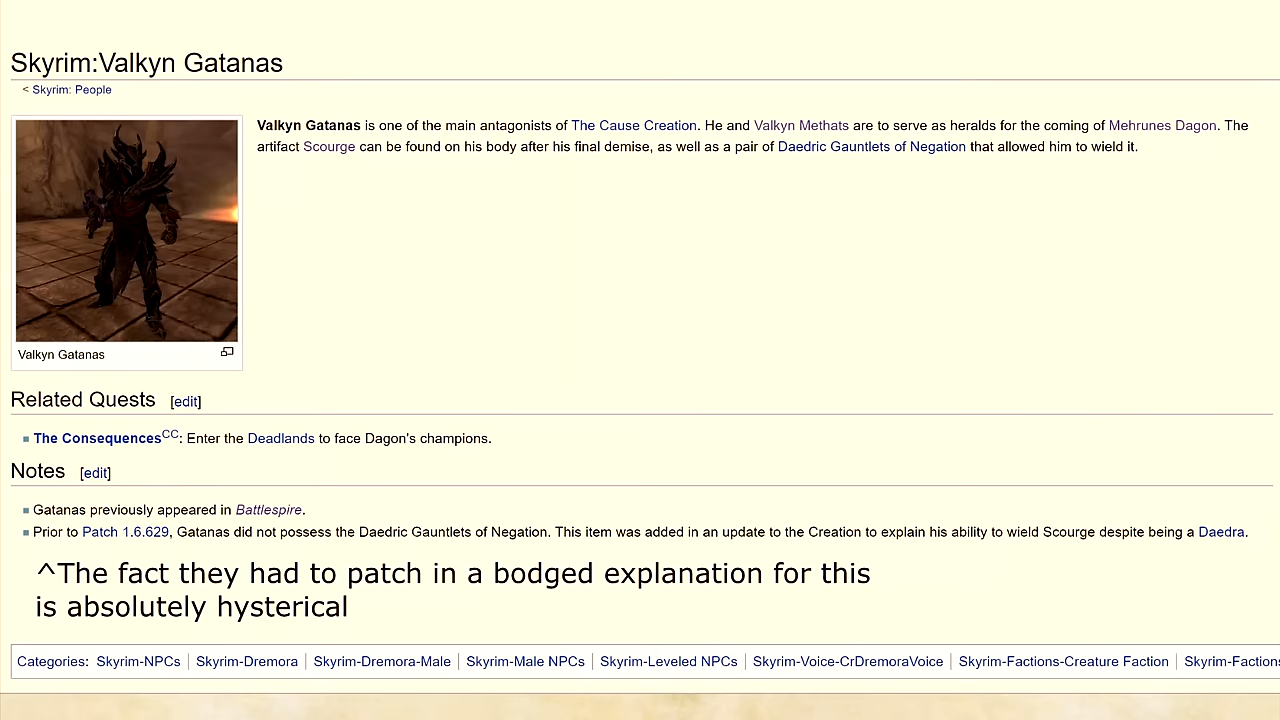 Skyrim:Valkyn Gatanas
< Skyrim: People
Valkyn Gatanas is one of the main antagonists of The Cause Creation. He and Valkyn Methats are to serve as heralds for the coming of Mehrunes Dagon. The
artifact Scourge can be found on his body after his final demise, as well as a pair of Daedric Gauntlets of Negation that allowed him to wield it.
Valkyn Gatanas
Related Quests [edit]
The ConsequencesCC: Enter the Deadlands to face Dagon's champions.
Notes [edit]
Gatanas previously appeared in Battlespire.
Prior to Patch 1.6.629, Gatanas did not possess the Daedric Gauntlets of Negation. This item was added in an update to the Creation to explain his ability to wield Scourge despite being a Daedra.
^The fact they had to patch in a bodged explanation for this
is absolutely hysterical
Categories: Skyrim-NPCs | Skyrim-Dremora | Skyrim-Dremora-Male | Skyrim-Male NPCs | Skyrim-Leveled NPCs | Skyrim-Voice-CrDremoraVoice | Skyrim-Factions-Creature Faction | Skyrim-Factions